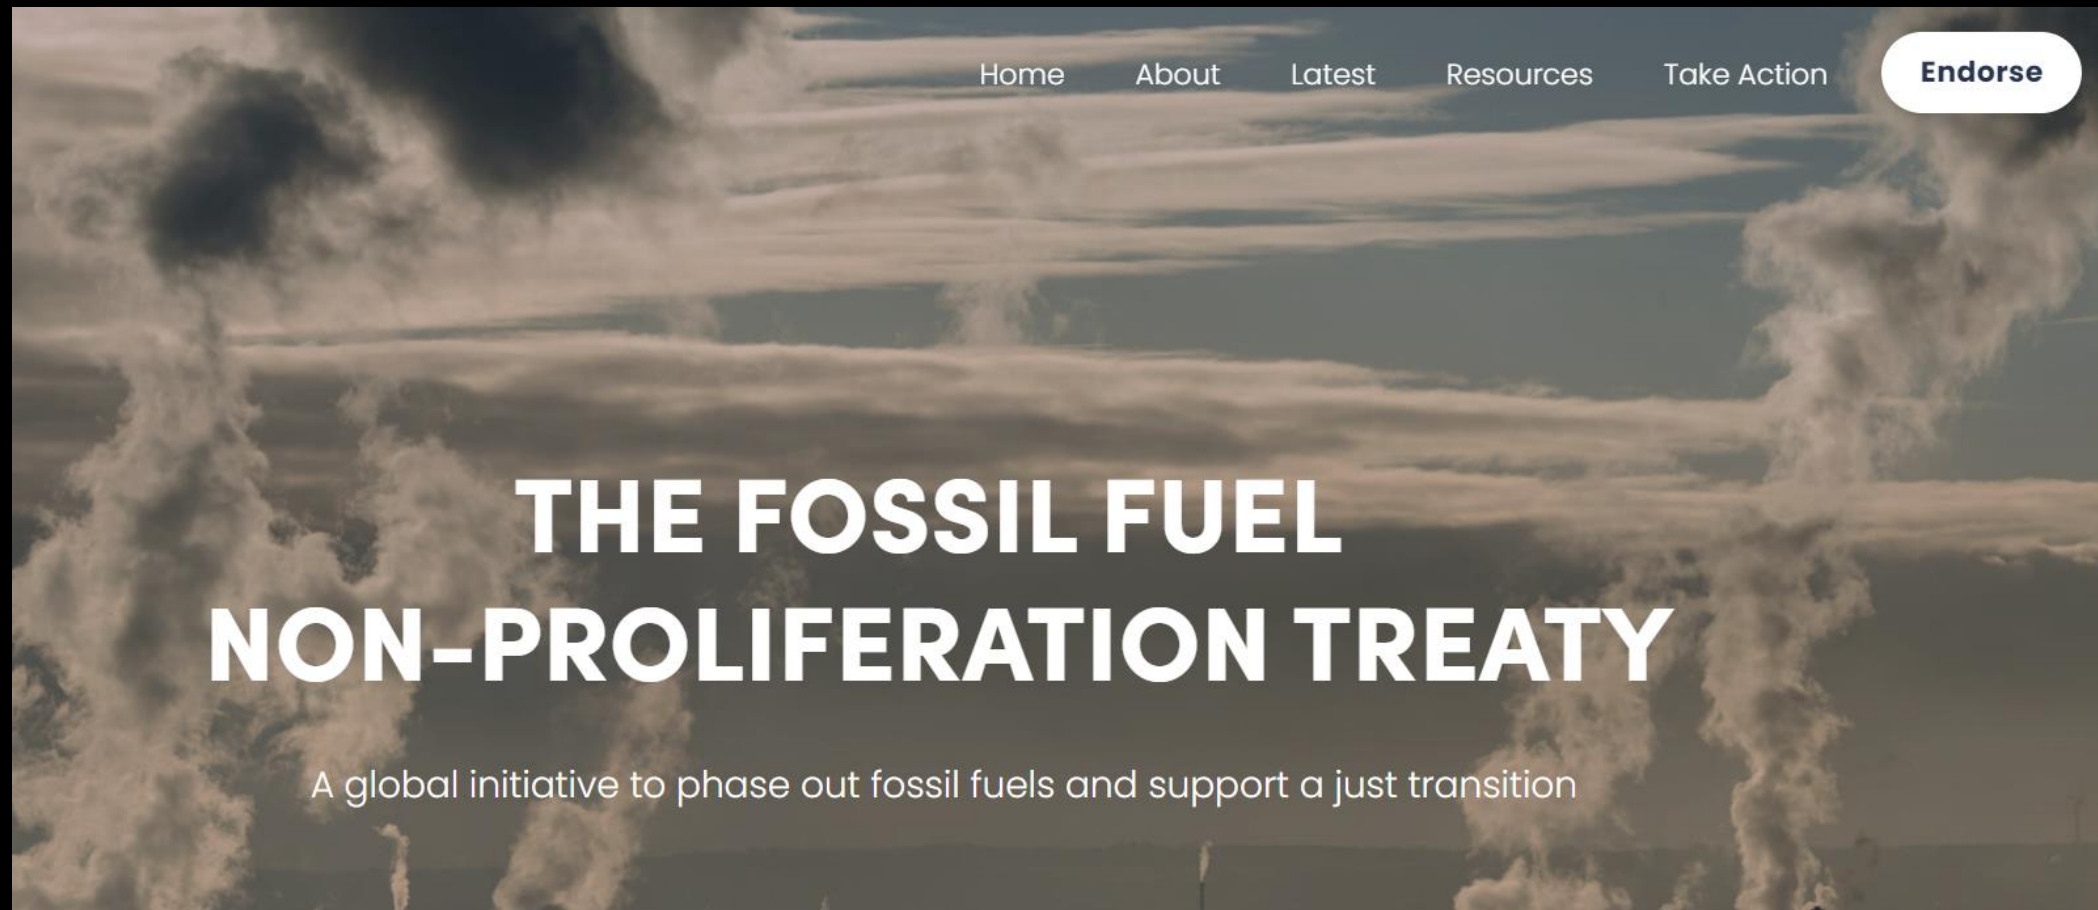 Home About Latest Resources Take Action Endorse
THE FOSSIL FUEL
NON-PROLIFERATION TREATY
A global initiative to phase out fossil fuels and support a just transition